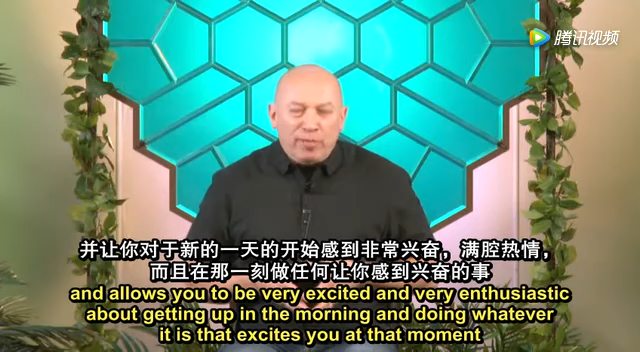 腾讯视频
并让你对于新的一天的开始感到非常兴奋，满腔热情，
而且在那一刻做任何让你感到兴奋的事
and allows you to be very excited and very enthusiastic
about getting up in the morning and doing whatever
it is that excites you at that moment